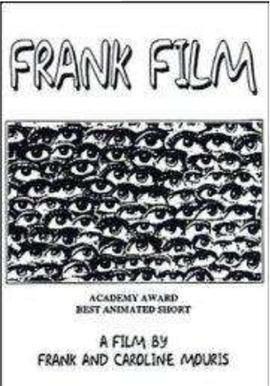 FRANK FILM
ACADEMY AWARD
BEST ANIMATED SHORT
A FILM BY
FRANK AND CAROLINE MOURIS